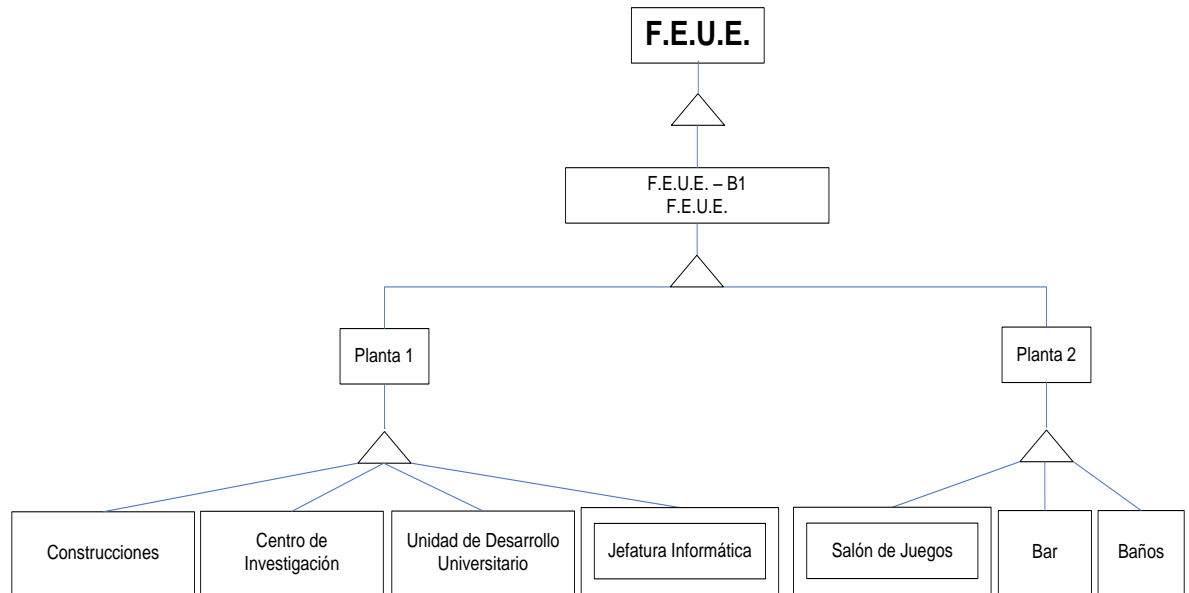 F.E.U.E.
F.E.U.E. – B1
F.E.U.E.
Planta 1
Planta 2
Construcciones
Centro de
Investigación
Unidad de Desarrollo
Universitario
Jefatura Informática
Salón de Juegos
Bar
Baños